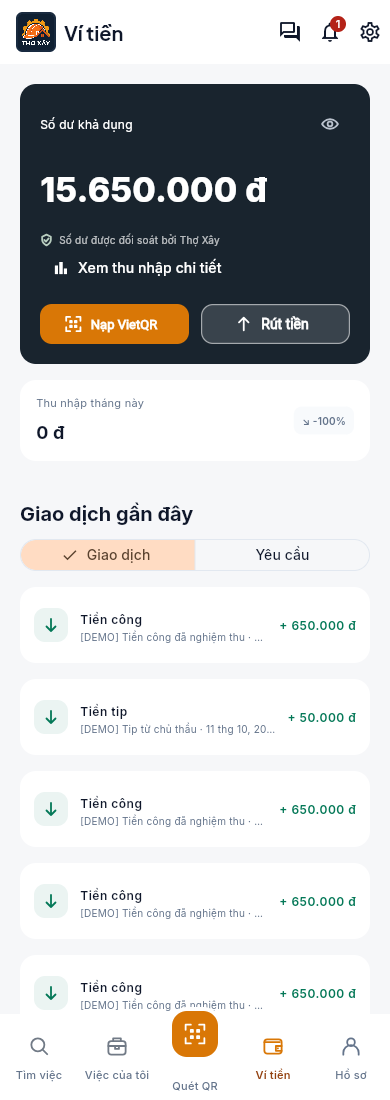 THỢ XÂY
Ví tiền
1
Số dư khả dụng
15.650.000 đ
Số dư được đối soát bởi Thợ Xây
Xem thu nhập chi tiết
Nạp VietQR
Rút tiền
Thu nhập tháng này
0 đ
-100%
Giao dịch gần đây
Giao dịch
Yêu cầu
Tiền công
+ 650.000 đ
[DEMO] Tiền công đã nghiệm thu · ...
Tiền tip
+ 50.000 đ
[DEMO] Tip từ chủ thầu · 11 thg 10, 20...
Tiền công
+ 650.000 đ
[DEMO] Tiền công đã nghiệm thu · ...
Tiền công
+ 650.000 đ
[DEMO] Tiền công đã nghiệm thu · ...
Tiền công
+ 650.000 đ
[DEMO] Tiền công đã nghiệm thu · ...
Tìm việc
Việc của tôi
Quét QR
Ví tiền
Hồ sơ